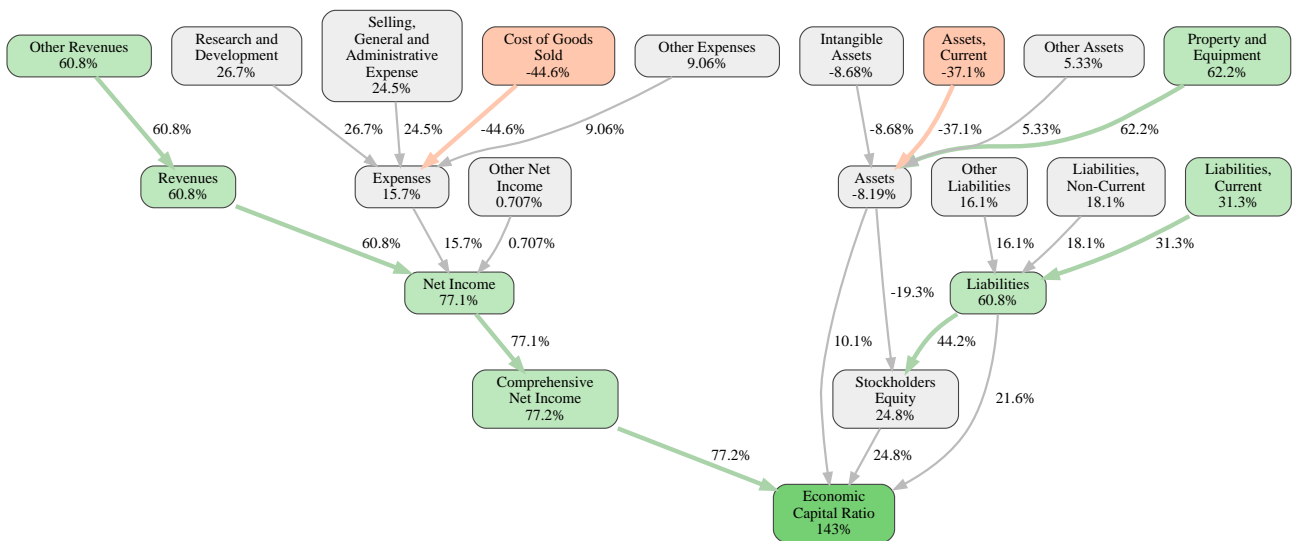 Other Revenues
60.8%
Research and
Development
26.7%
Selling,
General and
Administrative
Expense
24.5%
Cost of Goods
Sold
-44.6%
Other Expenses
9.06%
Intangible
Assets
-8.68%
Assets,
Current
-37.1%
Other Assets
5.33%
Property and
Equipment
62.2%
60.8%
26.7%
24.5%
-44.6%
9.06%
-8.68%
-37.1%
5.33%
62.2%
Revenues
60.8%
Expenses
15.7%
Other Net
Income
0.707%
Assets
-8.19%
Other
Liabilities
16.1%
Liabilities,
Non-Current
18.1%
Liabilities,
Current
31.3%
60.8%
15.7%
0.707%
16.1%
18.1%
31.3%
Net Income
77.1%
-19.3%
Liabilities
60.8%
77.1%
10.1%
44.2%
Comprehensive
Net Income
77.2%
Stockholders
Equity
24.8%
21.6%
77.2%
24.8%
Economic
Capital Ratio
143%